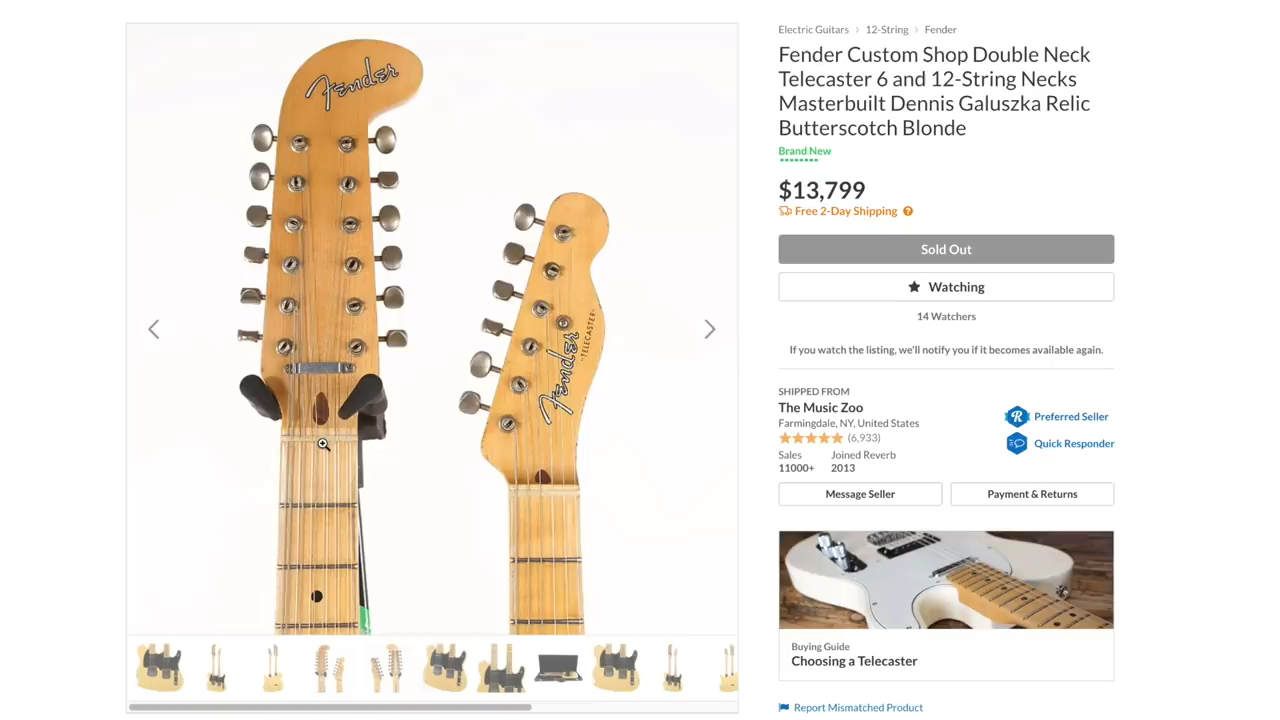 Fender
Fender
-TELECASTER-
Electric Guitars > 12-String > Fender
Fender Custom Shop Double Neck
Telecaster 6 and 12-String Necks
Masterbuilt Dennis Galuszka Relic
Butterscotch Blonde
Brand New
$13,799
Free 2-Day Shipping ?
Sold Out
Watching
14 Watchers
If you watch the listing, we'll notify you if it becomes available again.
SHIPPED FROM
The Music Zoo
Farmingdale, NY, United States
(6,933)
Sales Joined Reverb
11000+ 2013
Preferred Seller
Quick Responder
Message Seller
Payment & Returns
Buying Guide
Choosing a Telecaster
Report Mismatched Product